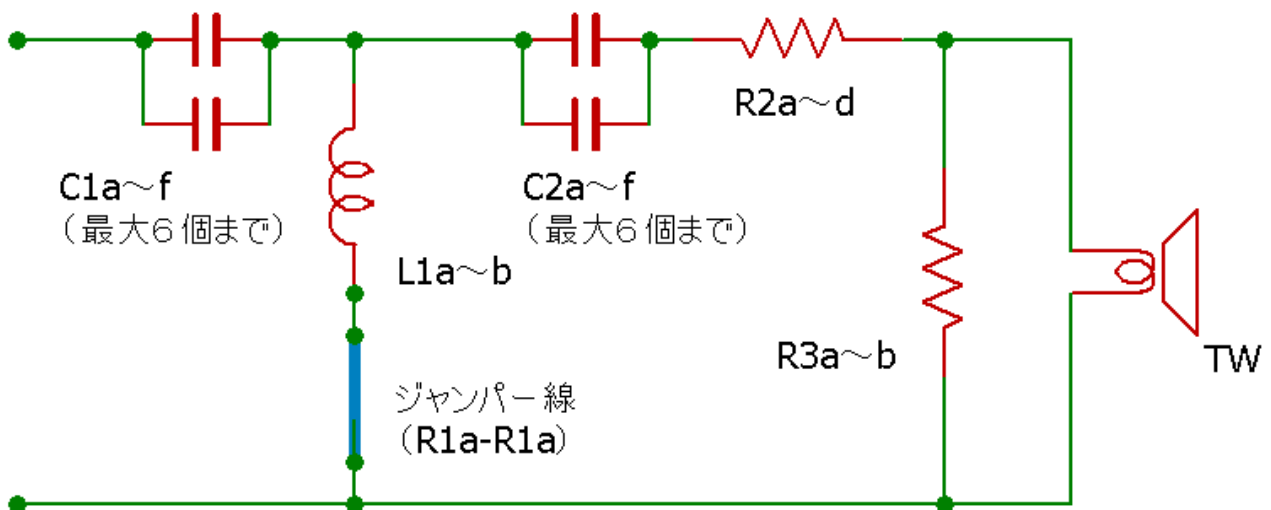 R2a～d
C1a～f
（最大６個まで）
C2a～f
（最大６個まで）
L1a～b
R3a～b
TW
ジャンパー線
（R1a-R1a）